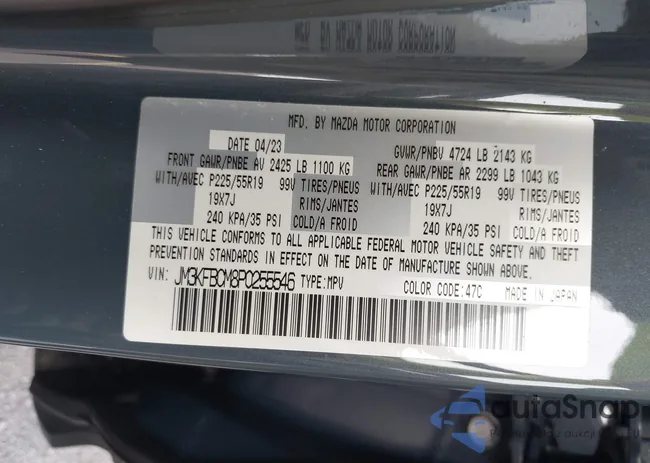 MFD. BY MAZDA MOTOR CORPORATION
DATE 04/23
GVWR/PNBV 4724 LB 2143 KG
FRONT GAWR/PNBE AV 2425 LB 1100 KG
REAR GAWR/PNBE AR 2299 LB 1043 KG
WITH/AVEC P225/55R19 99V TIRES/PNEUS
WITH/AVEC P225/55R19 99V TIRES/PNEUS
19X7J RIMS/JANTES
19X7J RIMS/JANTES
240 KPA/35 PSI COLD/A FROID
240 KPA/35 PSI COLD/A FROID
THIS VEHICLE CONFORMS TO ALL APPLICABLE FEDERAL MOTOR VEHICLE SAFETY AND THEFT
PREVENTION STANDARDS IN EFFECT ON THE DATE OF MANUFACTURE SHOWN ABOVE.
VIN: JM3KFBCM8P0255546 TYPE:MPV
COLOR CODE:47C MADE IN JAPAN
autoSnap